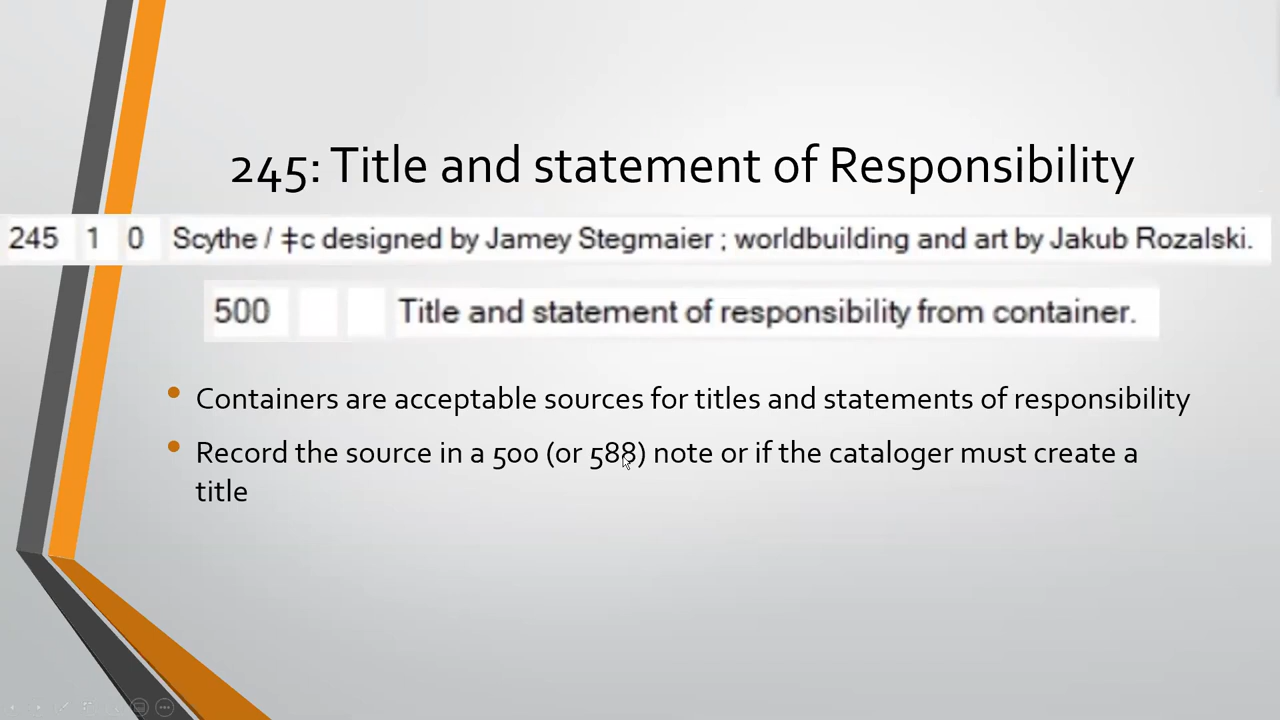 245: Title and statement of Responsibility
245 1 0 Scythe / ‡c designed by Jamey Stegmaier ; worldbuilding and art by Jakub Rozalski.
500 Title and statement of responsibility from container.
• Containers are acceptable sources for titles and statements of responsibility
• Record the source in a 500 (or 588) note or if the cataloger must create a
title